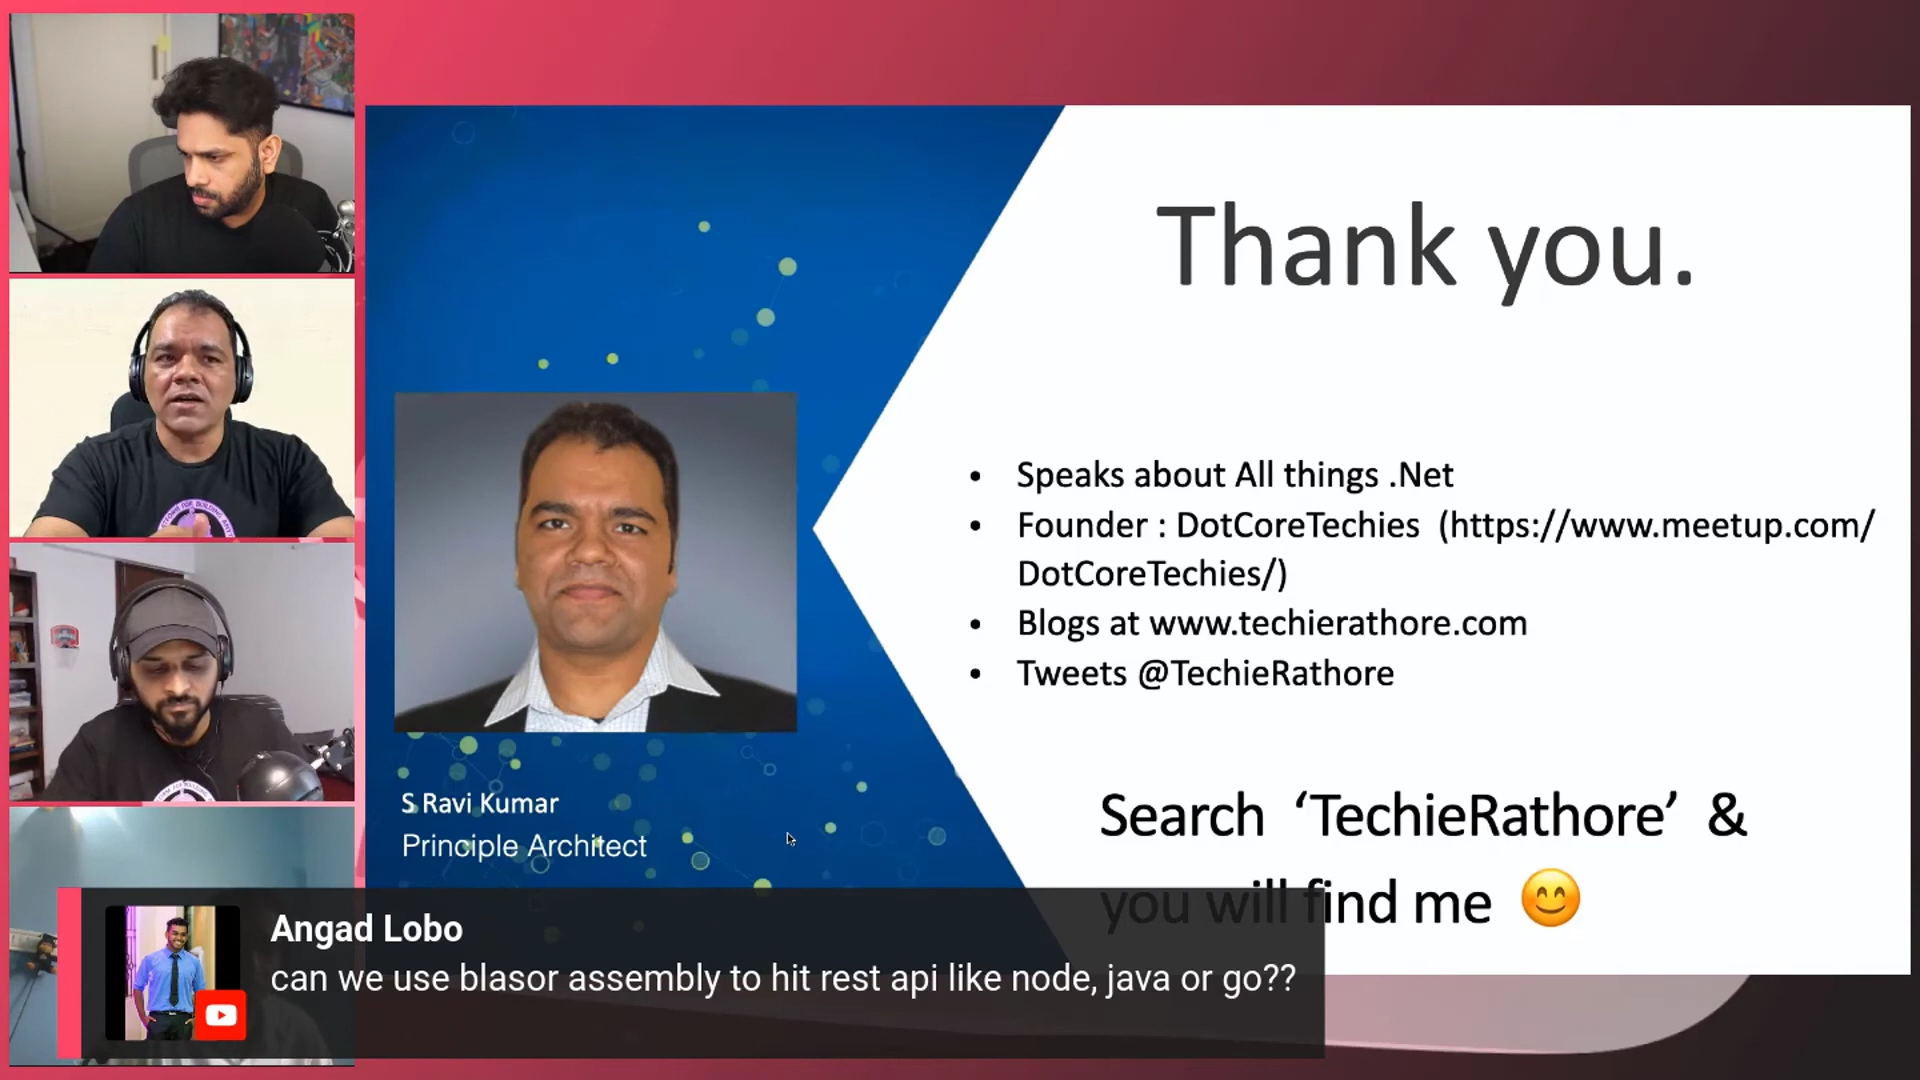 Thank you.
• Speaks about All things .Net
• Founder : DotCoreTechies (https://www.meetup.com/
DotCoreTechies/)
• Blogs at www.techierathore.com
• Tweets @TechieRathore
S Ravi Kumar
Principle Architect
Search ‘TechieRathore’ &
you will find me 😊
Angad Lobo
can we use blasor assembly to hit rest api like node, java or go??